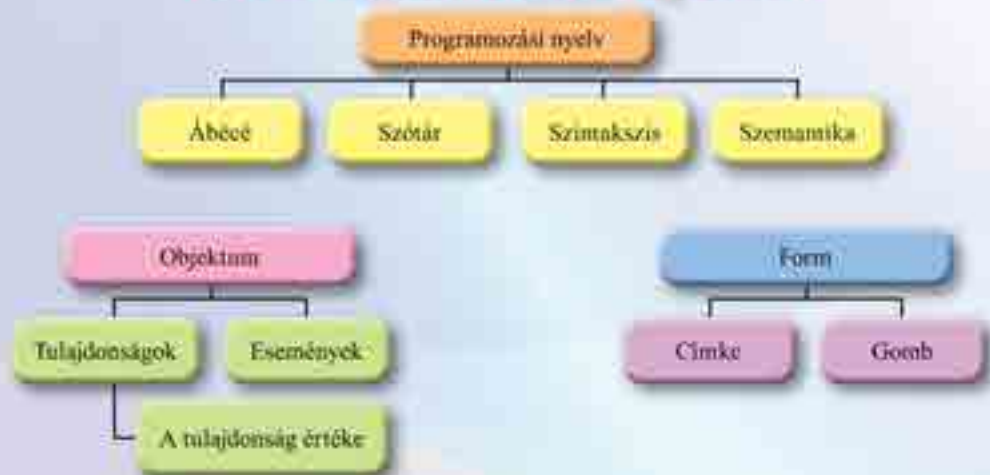 Programozási nyelv
Ábécé
Szótár
Szintakszis
Szemantika
Objektum
Form
Tulajdonságok
Események
Címke
Gomb
A tulajdonság értéke